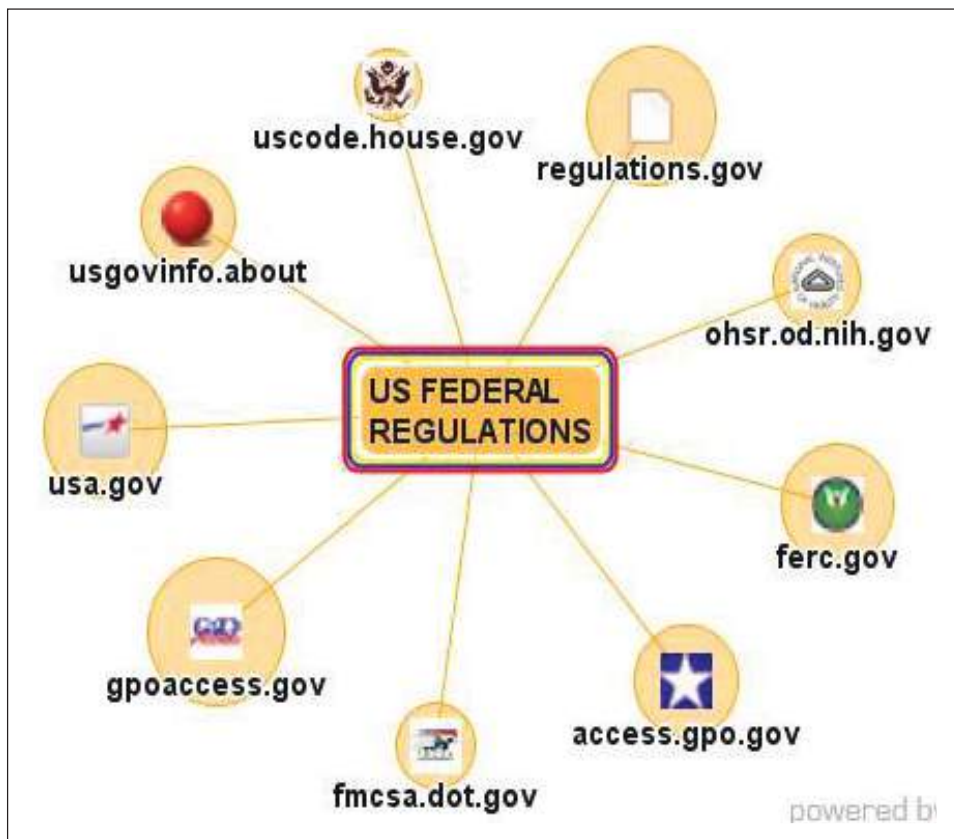 uscode.house.gov
regulations.gov
usgovinfo.about
ohsr.od.nih.gov
US FEDERAL
REGULATIONS
usa.gov
ferc.gov
gpoaccess.gov
access.gpo.gov
fmcsa.dot.gov
powered by